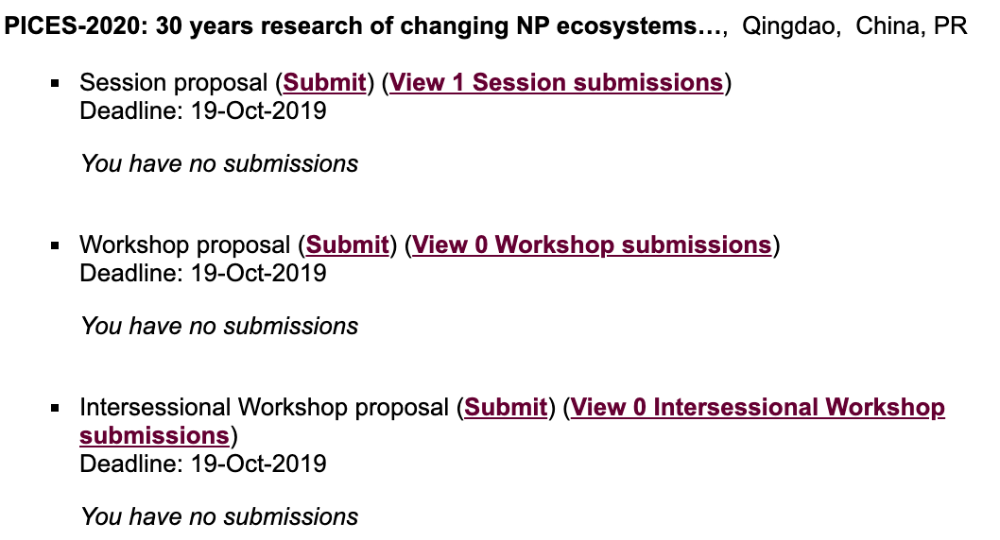 PICES-2020: 30 years research of changing NP ecosystems…, Qingdao, China, PR
▪ Session proposal (Submit) (View 1 Session submissions)
Deadline: 19-Oct-2019
You have no submissions
▪ Workshop proposal (Submit) (View 0 Workshop submissions)
Deadline: 19-Oct-2019
You have no submissions
▪ Intersessional Workshop proposal (Submit) (View 0 Intersessional Workshop
submissions)
Deadline: 19-Oct-2019
You have no submissions